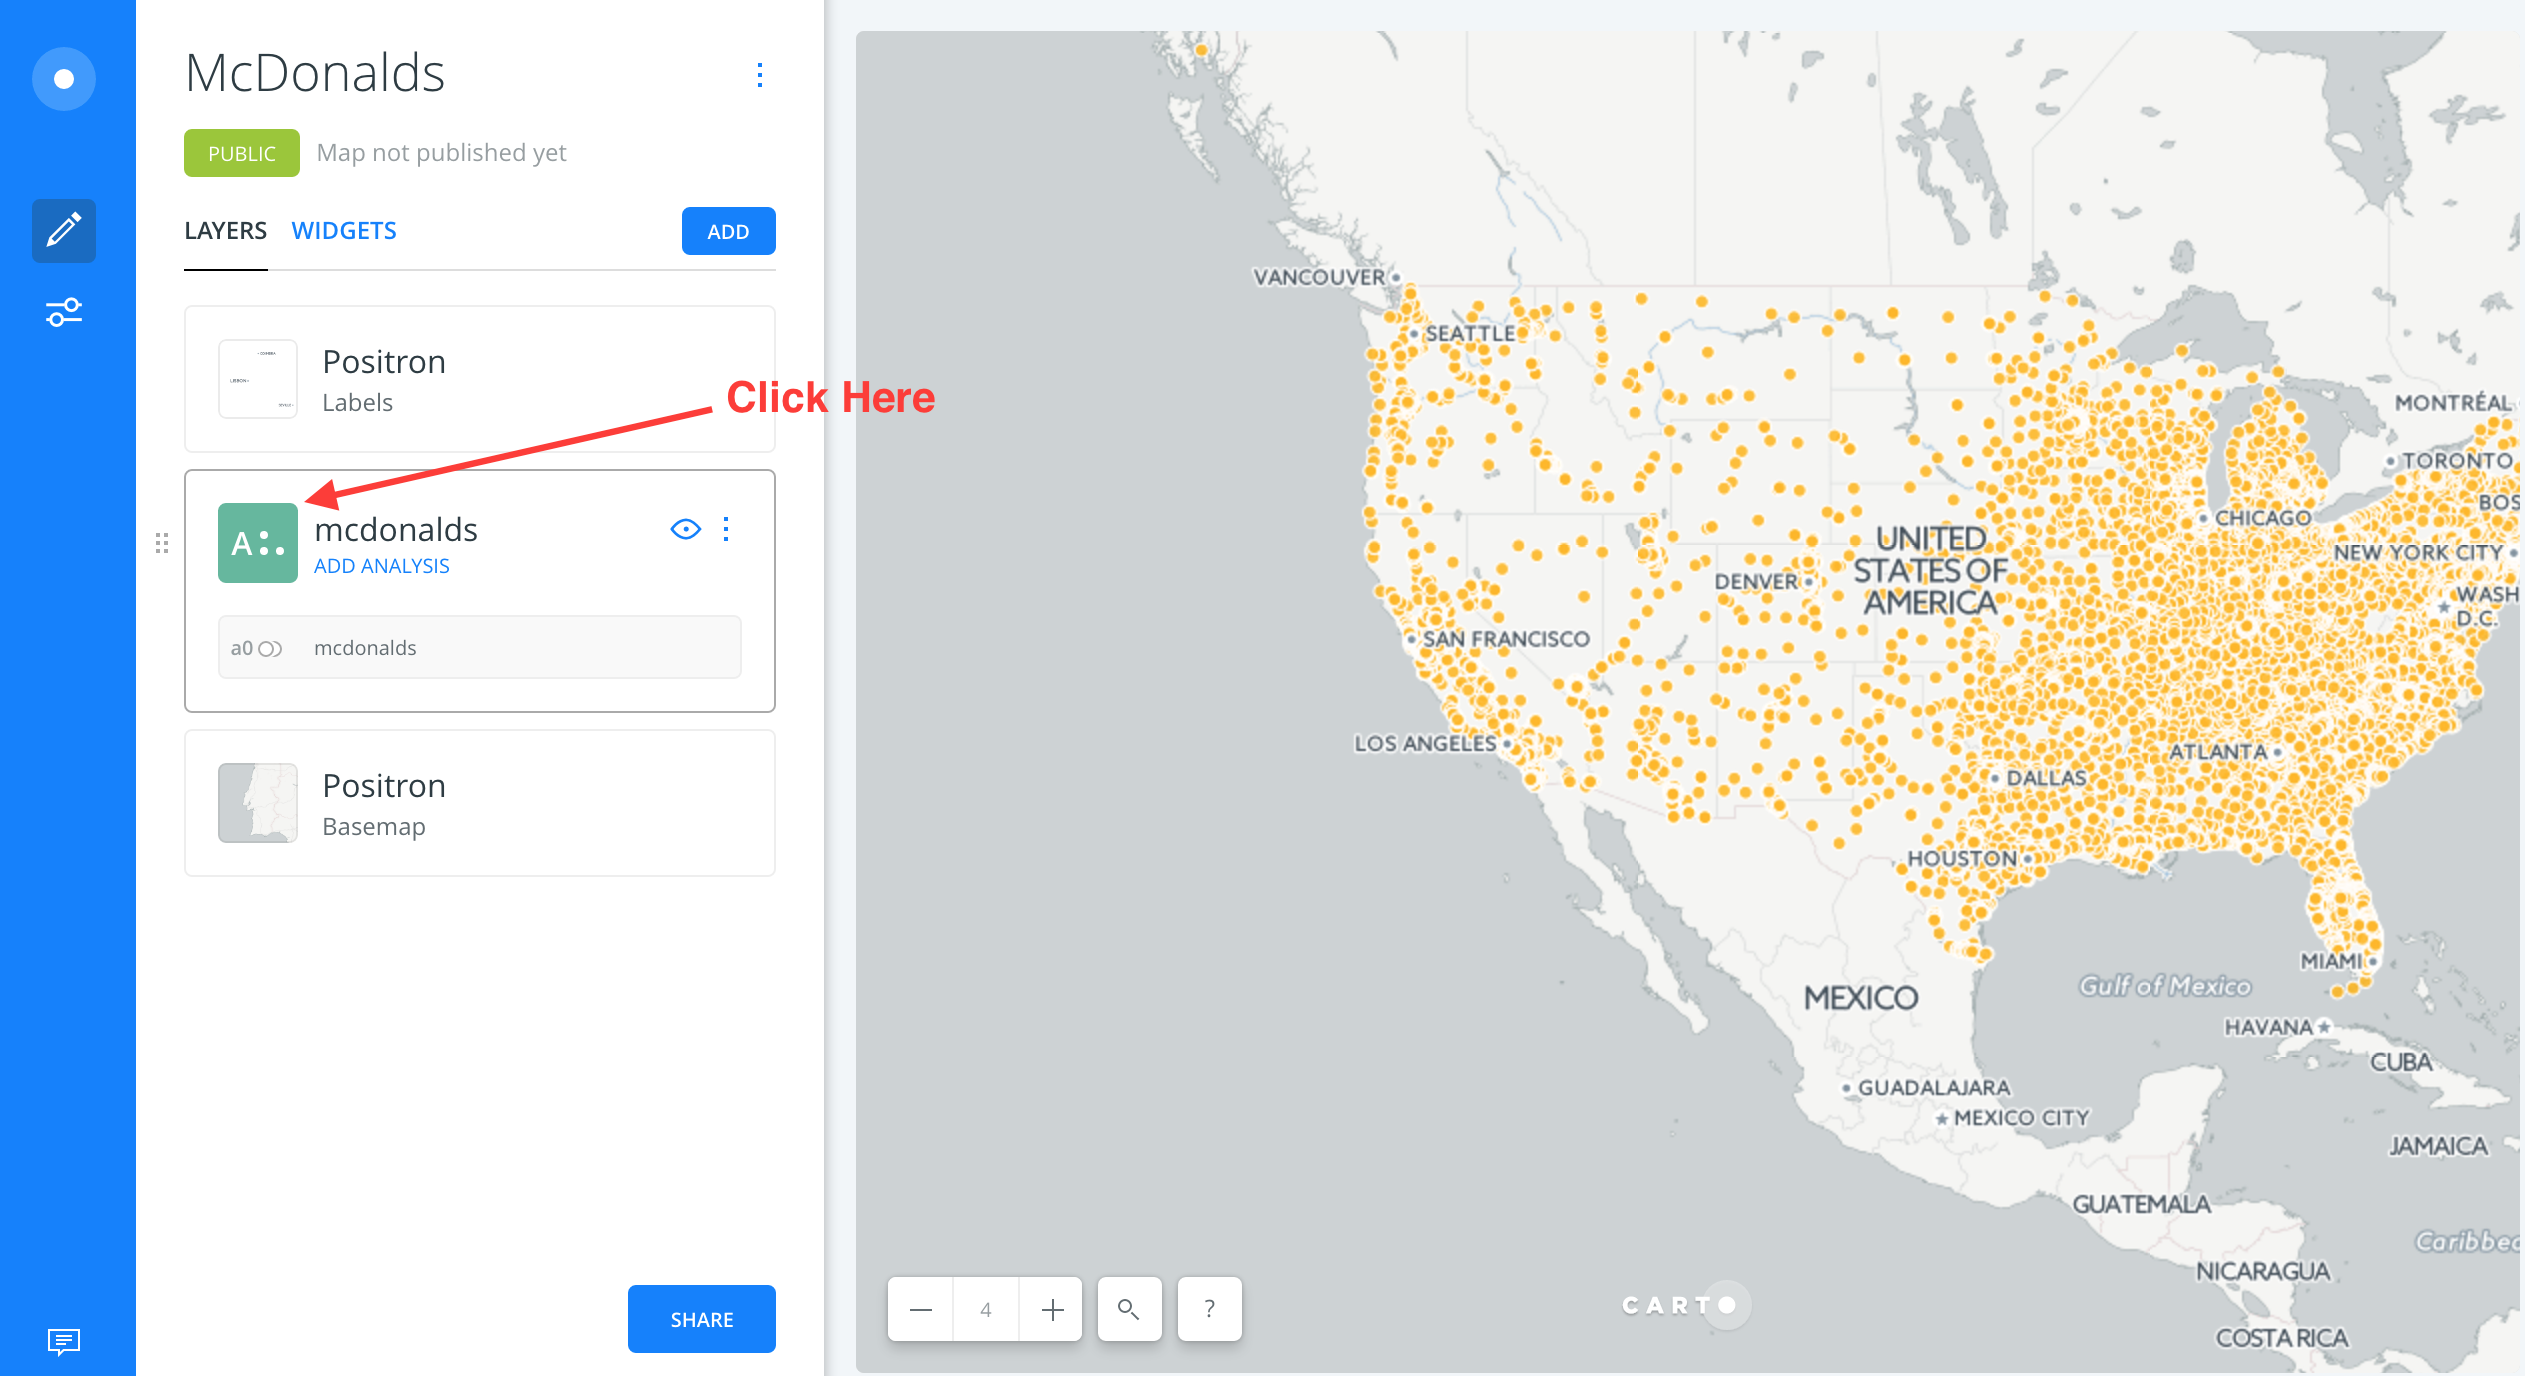 McDonalds
PUBLIC
Map not published yet
LAYERS
WIDGETS
ADD
Positron
Labels
Click Here
A
mcdonalds
ADD ANALYSIS
a0
mcdonalds
Positron
Basemap
SHARE
VANCOUVER
SEATTLE
MONTRÉAL
TORONTO
BOS
CHICAGO
NEW YORK CITY
UNITED
STATES OF
AMERICA
DENVER
WASH
D.C.
SAN FRANCISCO
LOS ANGELES
ATLANTA
DALLAS
HOUSTON
MIAMI
Gulf of Mexico
MEXICO
HAVANA
CUBA
GUADALAJARA
MEXICO CITY
JAMAICA
GUATEMALA
Caribbea
NICARAGUA
COSTA RICA
4
?
CARTO